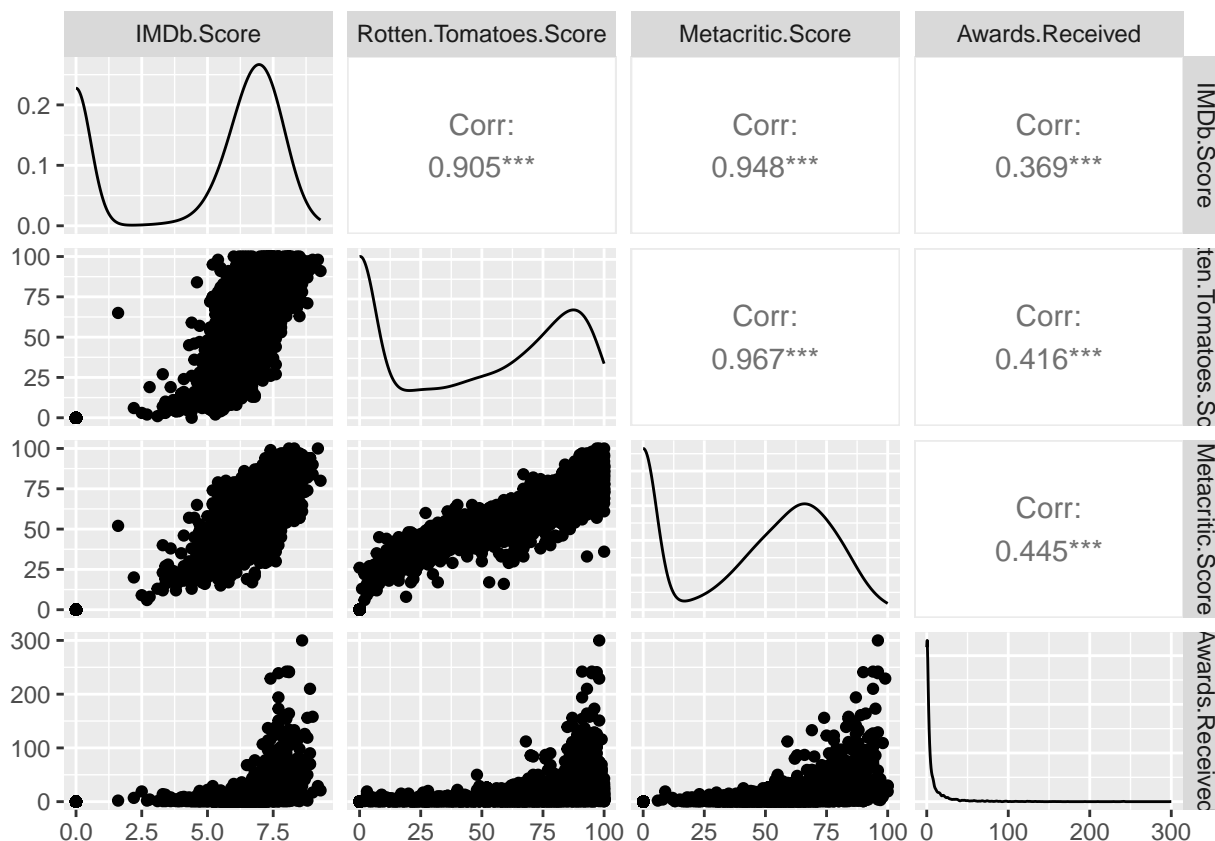 IMDb.Score Rotten.Tomatoes.Score Metacritic.Score Awards.Received
0.2
0.1
0.0
Corr:
0.905***
Corr:
0.948***
Corr:
0.369***
IMDb.Score
100
75
50
25
0
Corr:
0.967***
Corr:
0.416***
tten.Tomatoes.Sc
100
75
50
25
0
Corr:
0.445***
Metacritic.Score
300
200
100
0
Awards.Received
0.0 2.5 5.0 7.5 0 25 50 75 100 0 25 50 75 100 0 100 200 300